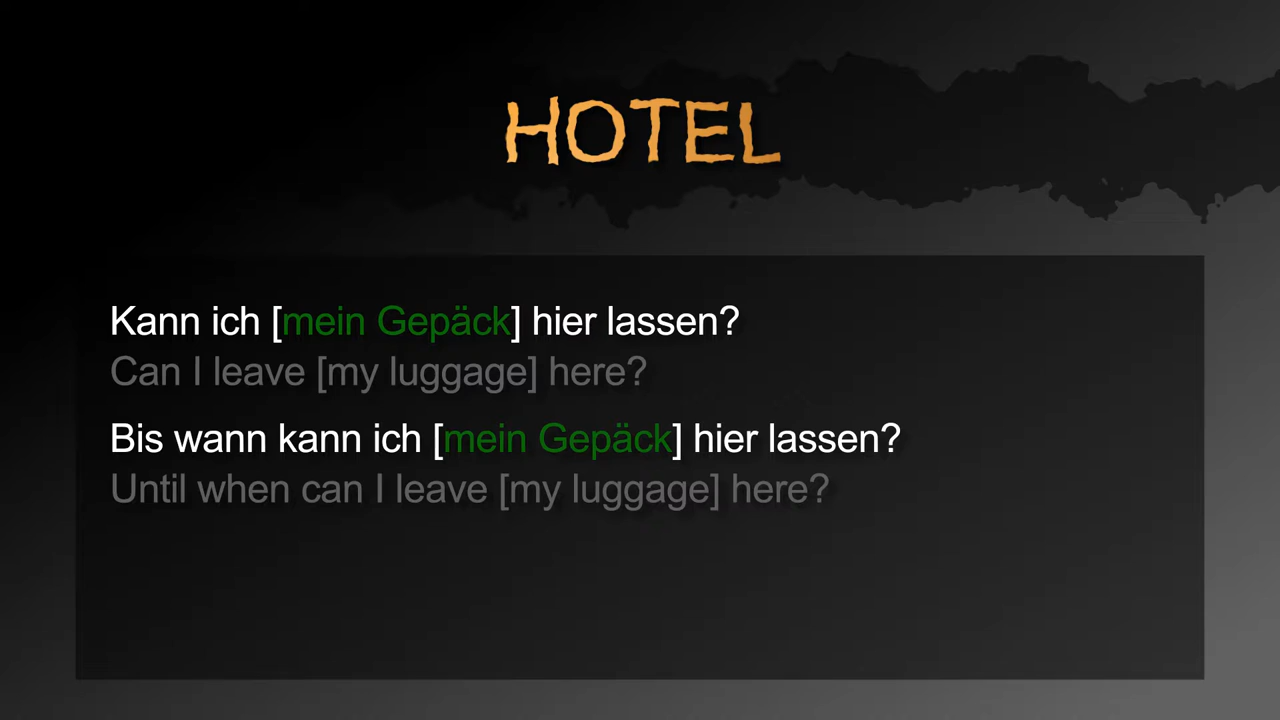 HOTEL
Kann ich [mein Gepäck] hier lassen?
Can I leave [my luggage] here?
Bis wann kann ich [mein Gepäck] hier lassen?
Until when can I leave [my luggage] here?